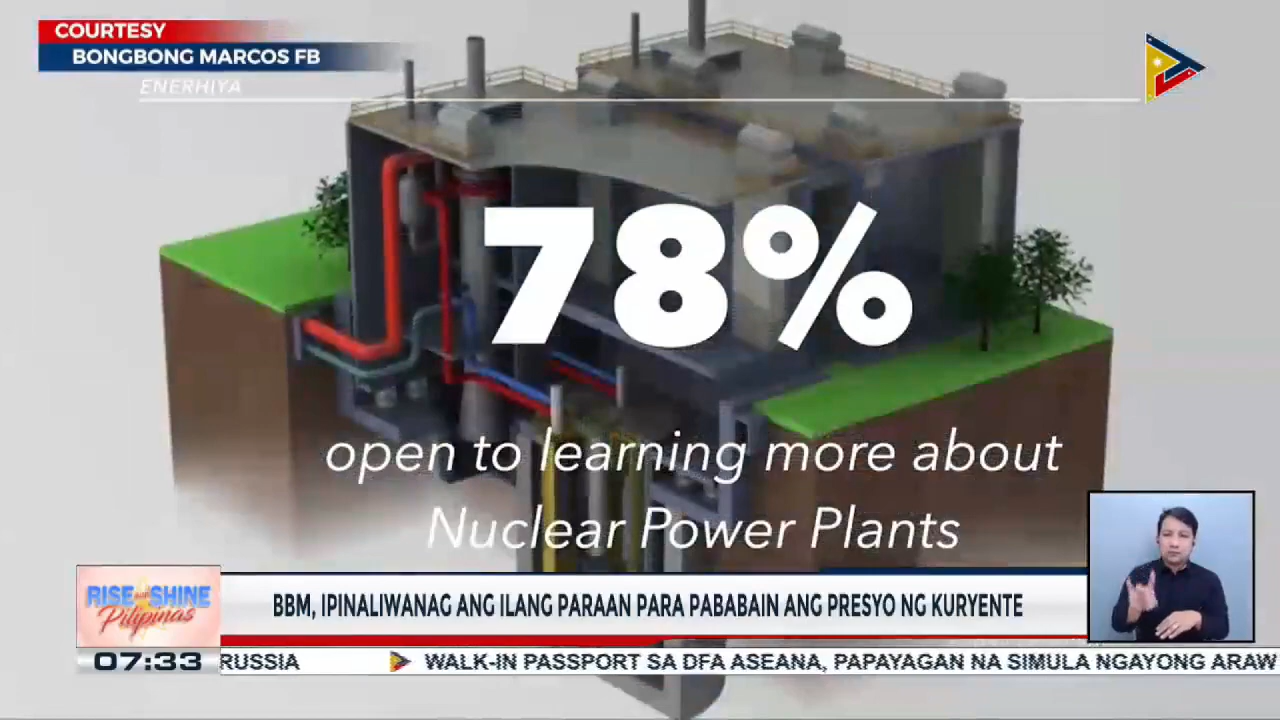 COURTESY
BONGBONG MARCOS FB
ENERHIYA
78%
open to learning more about
Nuclear Power Plants
RISE AND SHINE
Pilipinas
BBM, IPINALIWANAG ANG ILANG PARAAN PARA PABABAIN ANG PRESYO NG KURYENTE
07:33
RUSSIA
WALK-IN PASSPORT SA DFA ASEANA, PAPAYAGAN NA SIMULA NGAYONG ARAW